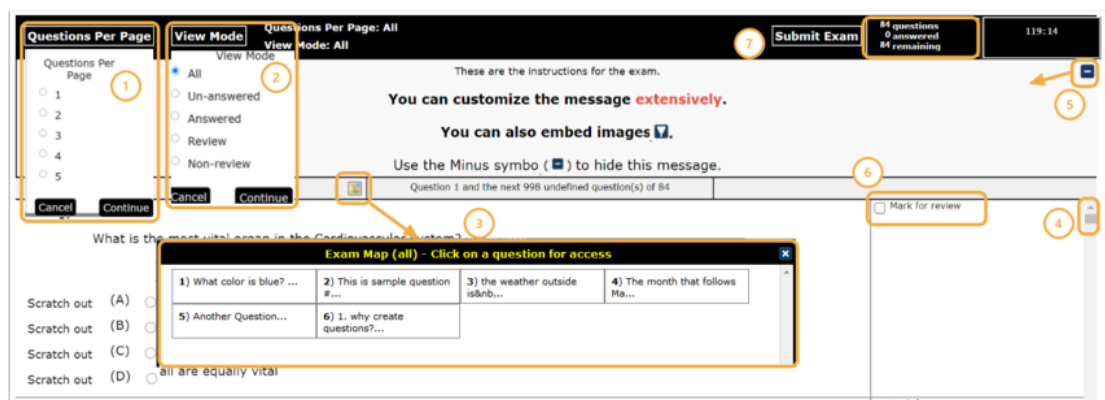 Questions Per Page
View Mode
Questions Per Page: All
View Mode: All
7
Submit Exam
84 questions
0 answered
84 remaining
119:14
Questions Per
Page
1
1
2
3
4
5
Cancel
Continue
View Mode
2
All
Un-answered
Answered
Review
Non-review
Cancel
Continue
These are the instructions for the exam.
You can customize the message extensively.
You can also embed images .
Use the Minus symbo ( ) to hide this message.
5
Question 1 and the next 998 undefined question(s) of 84
6
Mark for review
4
3
What is the most vital organ in the Cardiovascular system?
Exam Map (all) - Click on a question for access
1) What color is blue? ...
2) This is sample question
#...
3) the weather outside
is&nb...
4) The month that follows
Ma...
5) Another Question...
6) 1. why create
questions?...
Scratch out (A)
Scratch out (B)
Scratch out (C)
Scratch out (D) all are equally vital